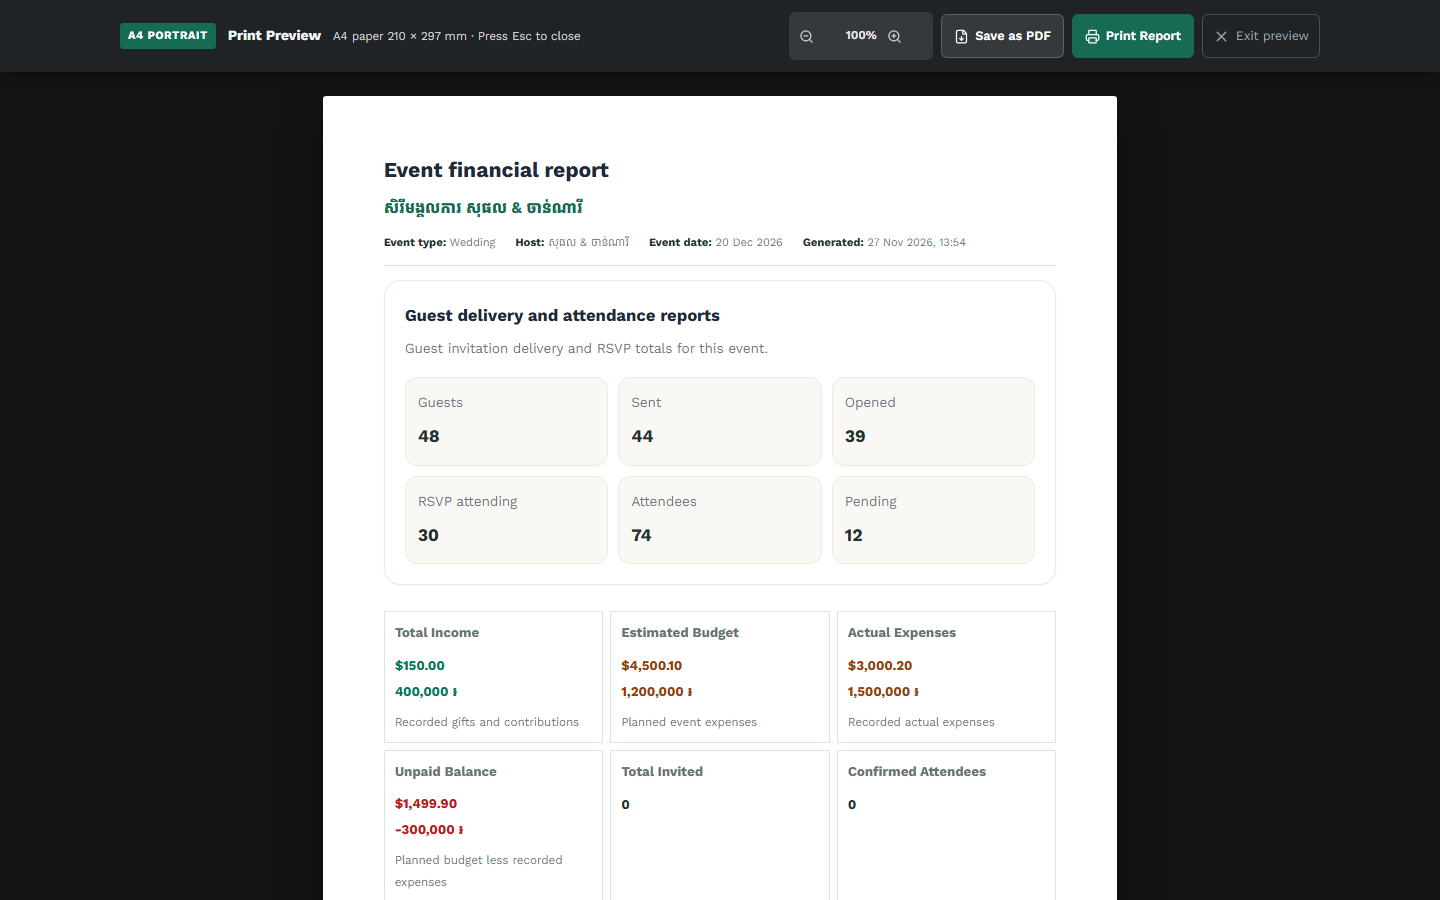 A4 PORTRAIT Print Preview A4 paper 210 × 297 mm · Press Esc to close 100% Save as PDF Print Report Exit preview
Event financial report
សិរីមង្គលការ សុផល & ចាន់ណារី
Event type: Wedding Host: សុផល & ចាន់ណារី Event date: 20 Dec 2026 Generated: 27 Nov 2026, 13:54
Guest delivery and attendance reports
Guest invitation delivery and RSVP totals for this event.
Guests Sent Opened
48 44 39
RSVP attending Attendees Pending
30 74 12
Total Income Estimated Budget Actual Expenses
$150.00 $4,500.10 $3,000.20
400,000 ៛ 1,200,000 ៛ 1,500,000 ៛
Recorded gifts and contributions Planned event expenses Recorded actual expenses
Unpaid Balance Total Invited Confirmed Attendees
$1,499.90 0 0
-300,000 ៛
Planned budget less recorded
expenses